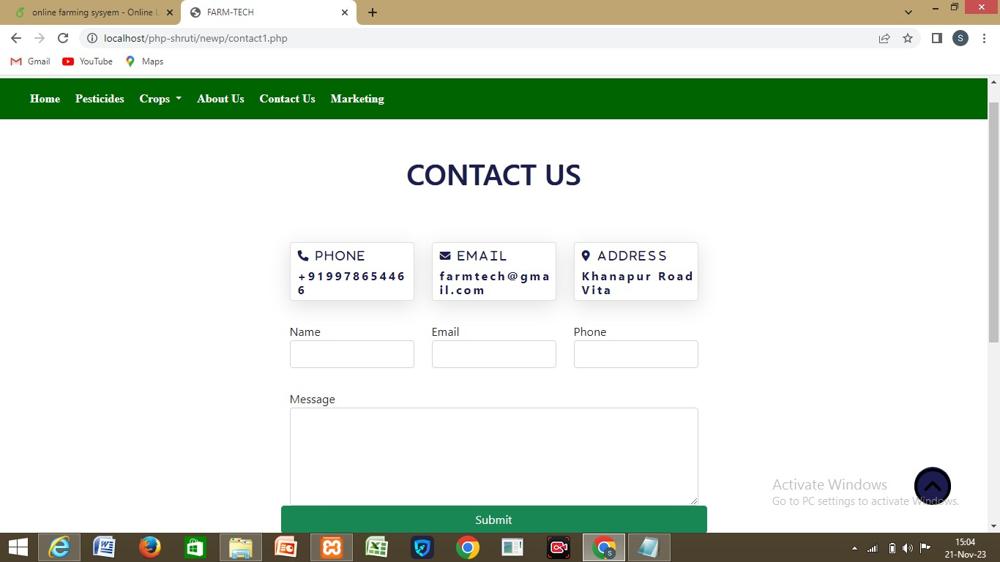 online farming sysyem - Online L
FARM-TECH
localhost/php-shruti/newp/contact1.php
S
Gmail
YouTube
Maps
Home
Pesticides
Crops
About Us
Contact Us
Marketing
CONTACT US
PHONE
+91997865446
6
EMAIL
farmtech@gma
il.com
ADDRESS
Khanapur Road
Vita
Name
Email
Phone
Message
Activate Windows
Go to PC settings to activate Windows.
Submit
S
15:04
21-Nov-23